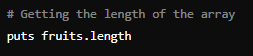 # Getting the length of the array
puts fruits.length